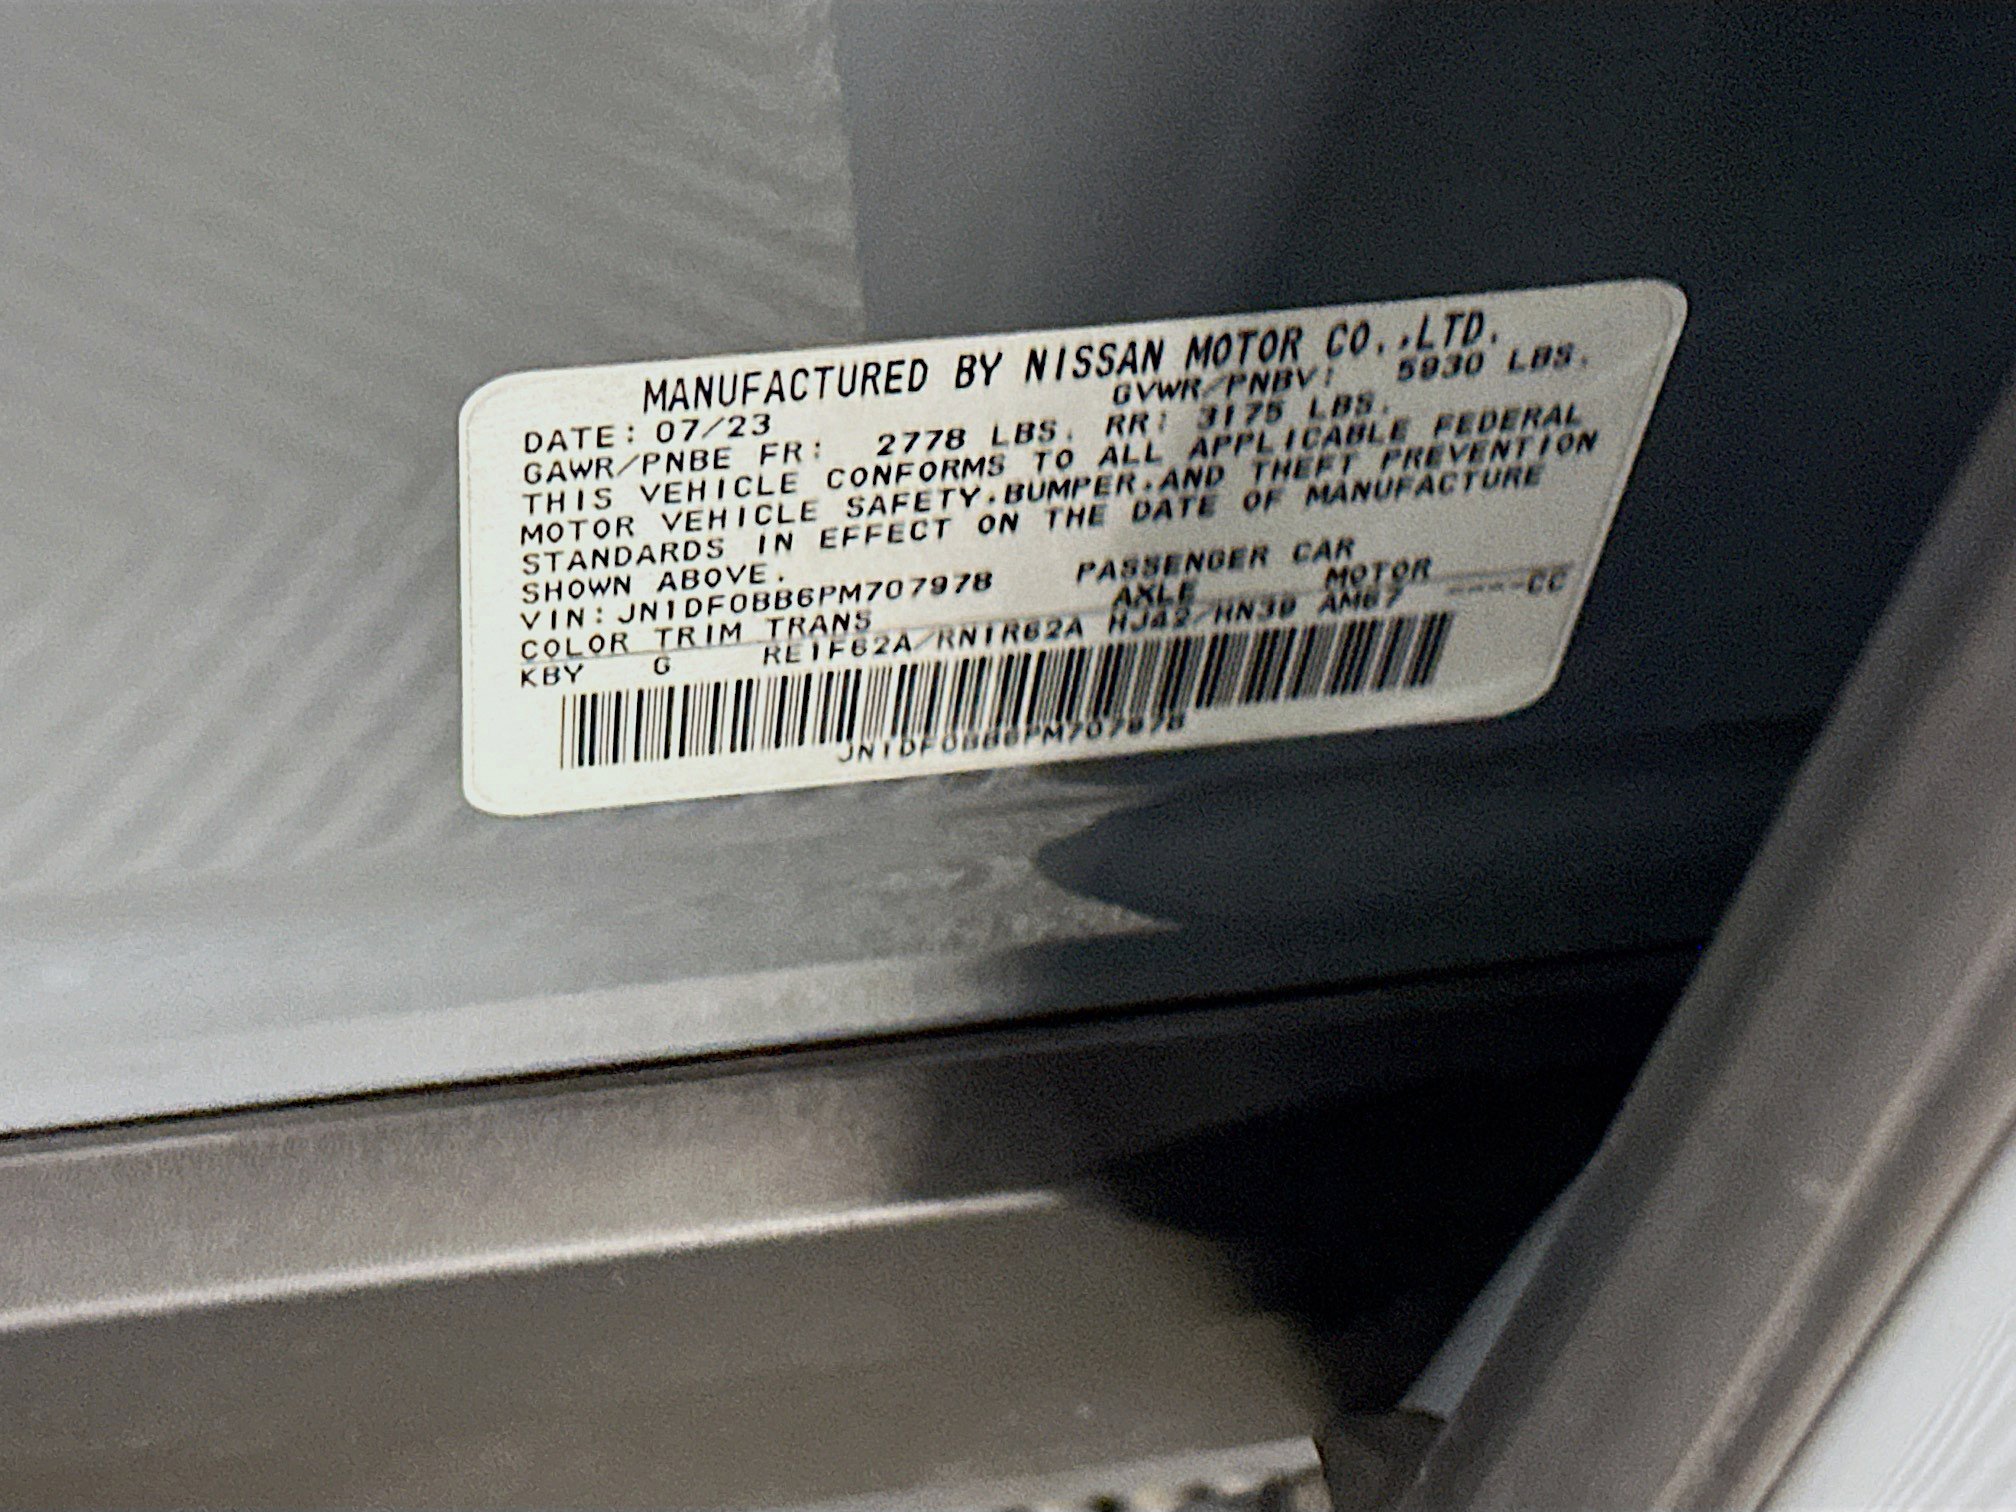 MANUFACTURED BY NISSAN MOTOR CO.,LTD.
DATE: 07/23 GVWR/PNBV: 5930 LBS.
GAWR/PNBE FR: 2778 LBS. RR: 3175 LBS.
THIS VEHICLE CONFORMS TO ALL APPLICABLE FEDERAL
MOTOR VEHICLE SAFETY,BUMPER,AND THEFT PREVENTION
STANDARDS IN EFFECT ON THE DATE OF MANUFACTURE
SHOWN ABOVE.
VIN:JN1DF0BB6PM707978 PASSENGER CAR
COLOR TRIM TRANS AXLE MOTOR
KBY G RE1F62A/RN1R62A HJ42/HN39 AM67 ----CC
JN1DF0BB6PM707978